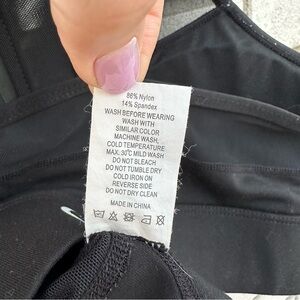 86% Nylon
14% Spandex
WASH BEFORE WEARING
WASH WITH
SIMILAR COLOR
MACHINE WASH,
COLD TEMPERATURE
MAX. 30℃ MILD WASH
DO NOT BLEACH
DO NOT TUMBLE DRY
COLD IRON ON
REVERSE SIDE
DO NOT DRY CLEAN
MADE IN CHINA